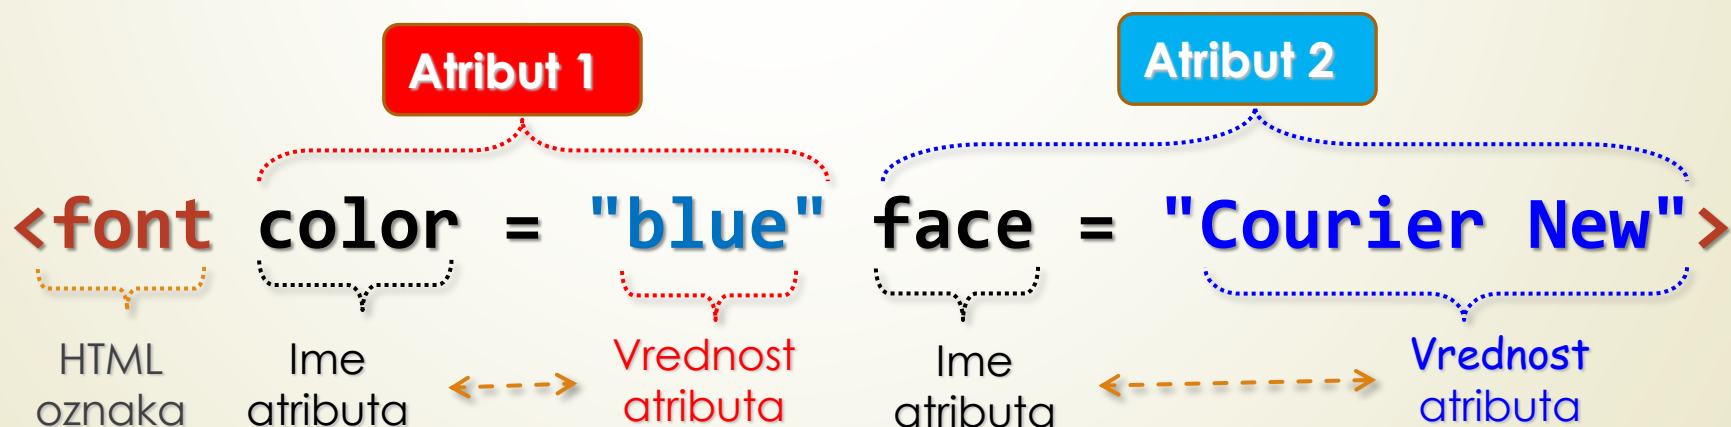 Atribut 1
Atribut 2
<font color = "blue" face = "Courier New">
HTML
oznaka
Ime
atributa
Vrednost
atributa
Ime
atributa
Vrednost
atributa